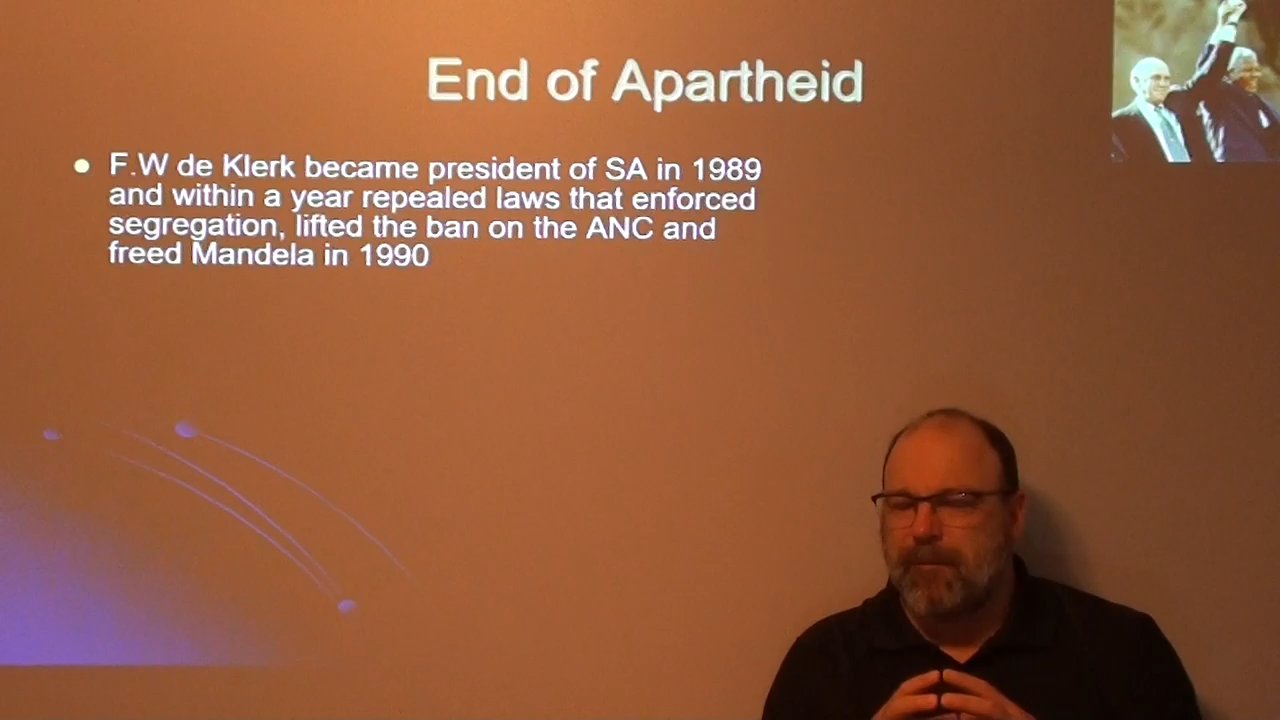 End of Apartheid
F.W de Klerk became president of SA in 1989
and within a year repealed laws that enforced
segregation, lifted the ban on the ANC and
freed Mandela in 1990